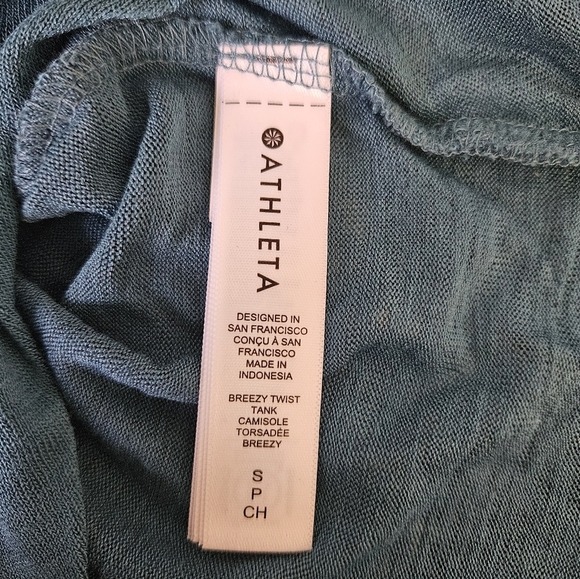 ATHLETA
DESIGNED IN
SAN FRANCISCO
CONÇU À SAN
FRANCISCO
MADE IN
INDONESIA
BREEZY TWIST
TANK
CAMISOLE
TORSADÉE
BREEZY
S
P
CH